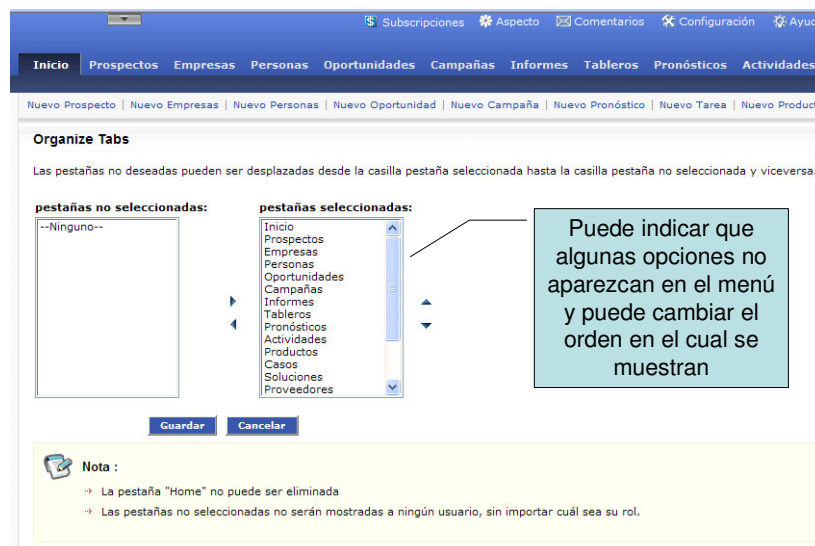 Subscripciones Aspecto Comentarios Configuración Ayuc
Inicio Prospectos Empresas Personas Oportunidades Campañas Informes Tableros Pronósticos Actividades
Nuevo Prospecto | Nuevo Empresas | Nuevo Personas | Nuevo Oportunidad | Nuevo Campaña | Nuevo Pronóstico | Nuevo Tarea | Nuevo Product
Organize Tabs
Las pestañas no deseadas pueden ser desplazadas desde la casilla pestaña seleccionada hasta la casilla pestaña no seleccionada y viceversa.
pestañas no seleccionadas:
--Ninguno--
pestañas seleccionadas:
Inicio
Prospectos
Empresas
Personas
Oportunidades
Campañas
Informes
Tableros
Pronósticos
Actividades
Productos
Casos
Soluciones
Proveedores
Puede indicar que
algunas opciones no
aparezcan en el menú
y puede cambiar el
orden en el cual se
muestran
Guardar Cancelar
Nota :
La pestaña "Home" no puede ser eliminada
Las pestañas no seleccionadas no serán mostradas a ningún usuario, sin importar cuál sea su rol.